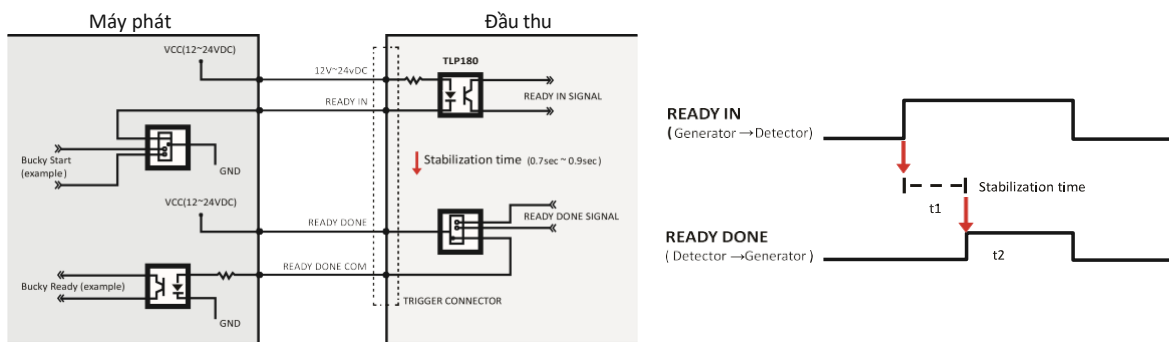 Máy phát
Đầu thu
VCC(12~24VDC)
12V~24vDC
TLP180
READY IN
READY IN SIGNAL
Bucky Start
(example)
GND
Stabilization time (0.7sec ~ 0.9sec)
VCC(12~24VDC)
READY DONE
READY DONE SIGNAL
READY DONE COM
Bucky Ready (example)
GND
TRIGGER CONNECTOR
READY IN
( Generator →Detector)
Stabilization time
t1
READY DONE
( Detector →Generator )
t2